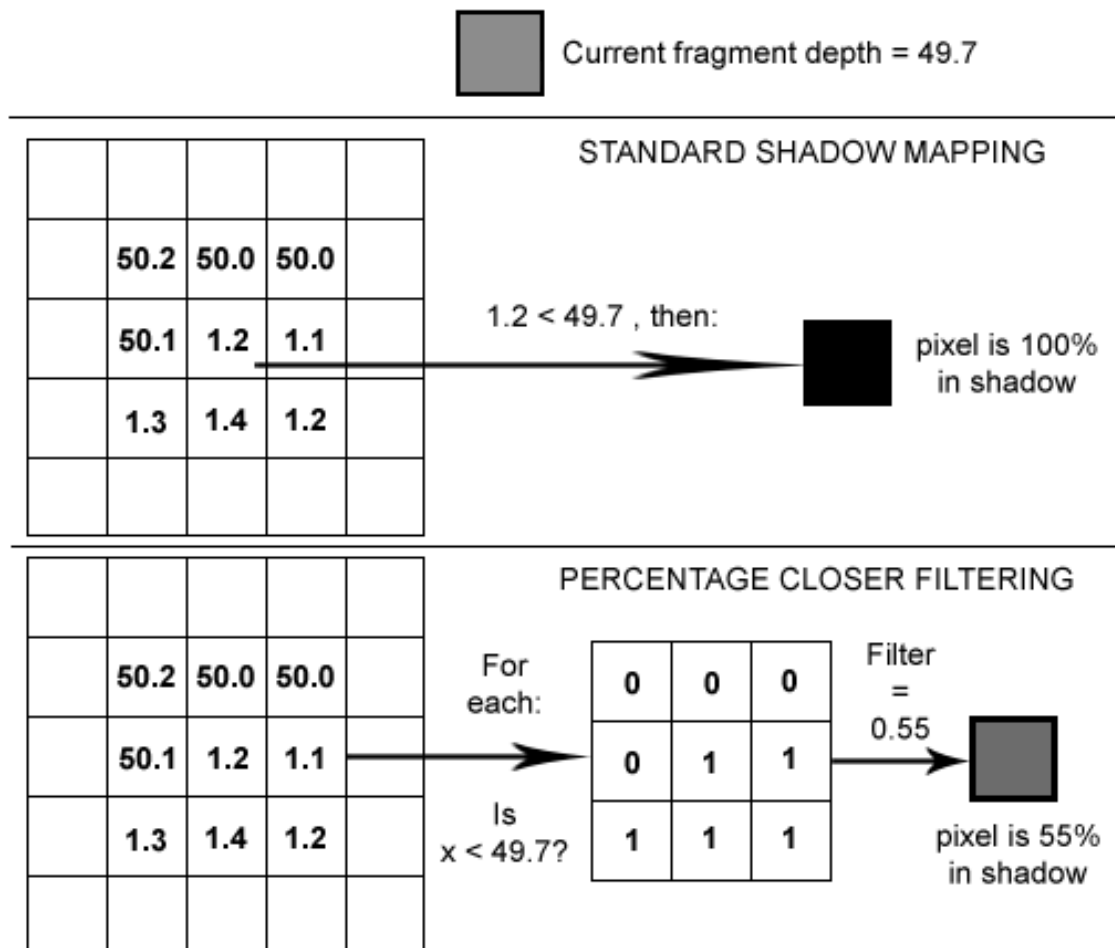 Current fragment depth = 49.7
STANDARD SHADOW MAPPING
50.2 50.0 50.0
50.1 1.2 1.1
1.3 1.4 1.2
1.2 < 49.7 , then:
pixel is 100%
in shadow
PERCENTAGE CLOSER FILTERING
50.2 50.0 50.0
50.1 1.2 1.1
1.3 1.4 1.2
For
each:
Is
x < 49.7?
0 0 0
0 1 1
1 1 1
Filter
=
0.55
pixel is 55%
in shadow